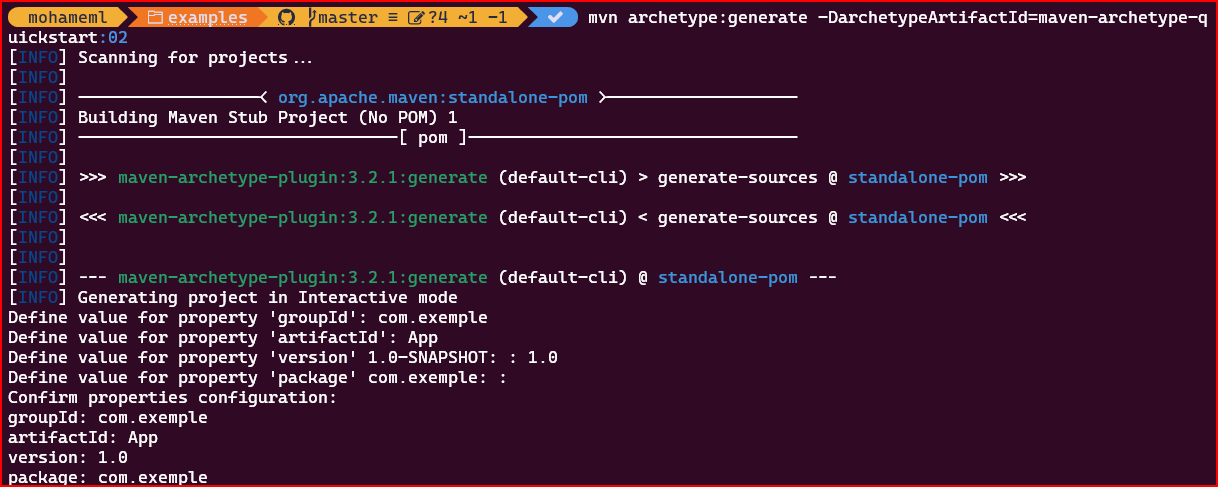 mohameml examples master ≡ ?4 ~1 -1 mvn archetype:generate -DarchetypeArtifactId=maven-archetype-q
uickstart:02
[INFO] Scanning for projects...
[INFO]
[INFO] ------------------< org.apache.maven:standalone-pom >-------------------
[INFO] Building Maven Stub Project (No POM) 1
[INFO] --------------------------------[ pom ]---------------------------------
[INFO]
[INFO] >>> maven-archetype-plugin:3.2.1:generate (default-cli) > generate-sources @ standalone-pom >>>
[INFO]
[INFO] <<< maven-archetype-plugin:3.2.1:generate (default-cli) < generate-sources @ standalone-pom <<<
[INFO]
[INFO]
[INFO] --- maven-archetype-plugin:3.2.1:generate (default-cli) @ standalone-pom ---
[INFO] Generating project in Interactive mode
Define value for property 'groupId': com.exemple
Define value for property 'artifactId': App
Define value for property 'version' 1.0-SNAPSHOT: : 1.0
Define value for property 'package' com.exemple: :
Confirm properties configuration:
groupId: com.exemple
artifactId: App
version: 1.0
package: com.exemple